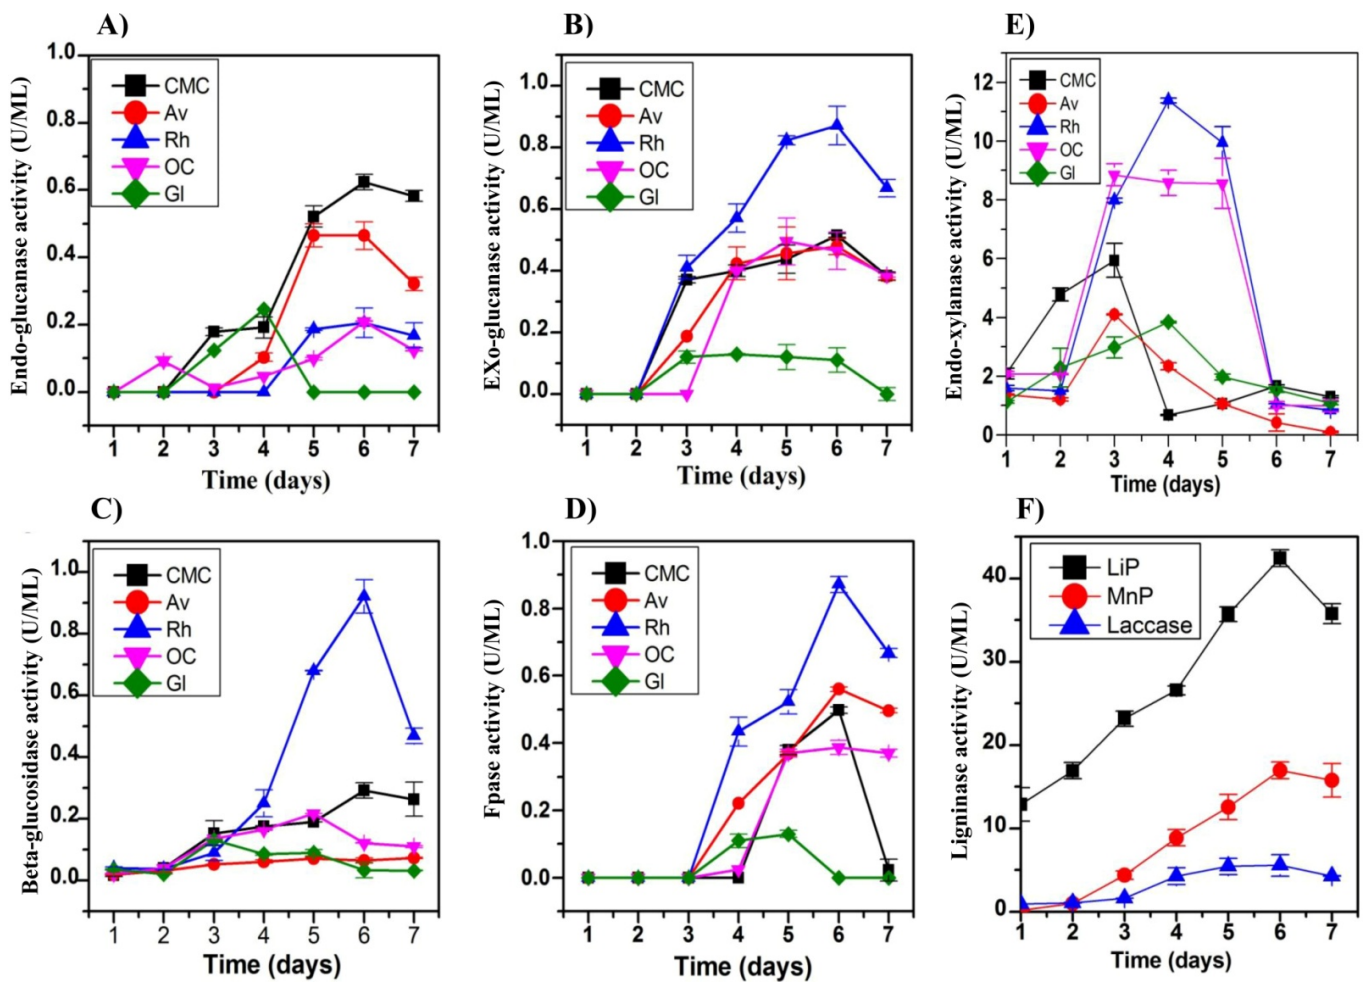 A)
Endo-glucanase activity (U/ML)
1.0
0.8
0.6
0.4
0.2
0.0
CMC
Av
Rh
OC
Gl
1 2 3 4 5 6 7
Time (days)
B)
EXo-glucanase activity (U/ML)
1.0
0.8
0.6
0.4
0.2
0.0
CMC
Av
Rh
OC
Gl
1 2 3 4 5 6 7
Time (days)
E)
Endo-xylanase activity (U/ML)
12
10
8
6
4
2
0
CMC
Av
Rh
OC
Gl
1 2 3 4 5 6 7
Time (days)
C)
Beta-glucosidase activity (U/ML)
1.0
0.8
0.6
0.4
0.2
0.0
CMC
Av
Rh
OC
Gl
1 2 3 4 5 6 7
Time (days)
D)
Fpase activity (U/ML)
1.0
0.8
0.6
0.4
0.2
0.0
CMC
Av
Rh
OC
Gl
1 2 3 4 5 6 7
Time (days)
F)
Ligninase activity (U/ML)
40
30
20
10
0
LiP
MnP
Laccase
1 2 3 4 5 6 7
Time (days)